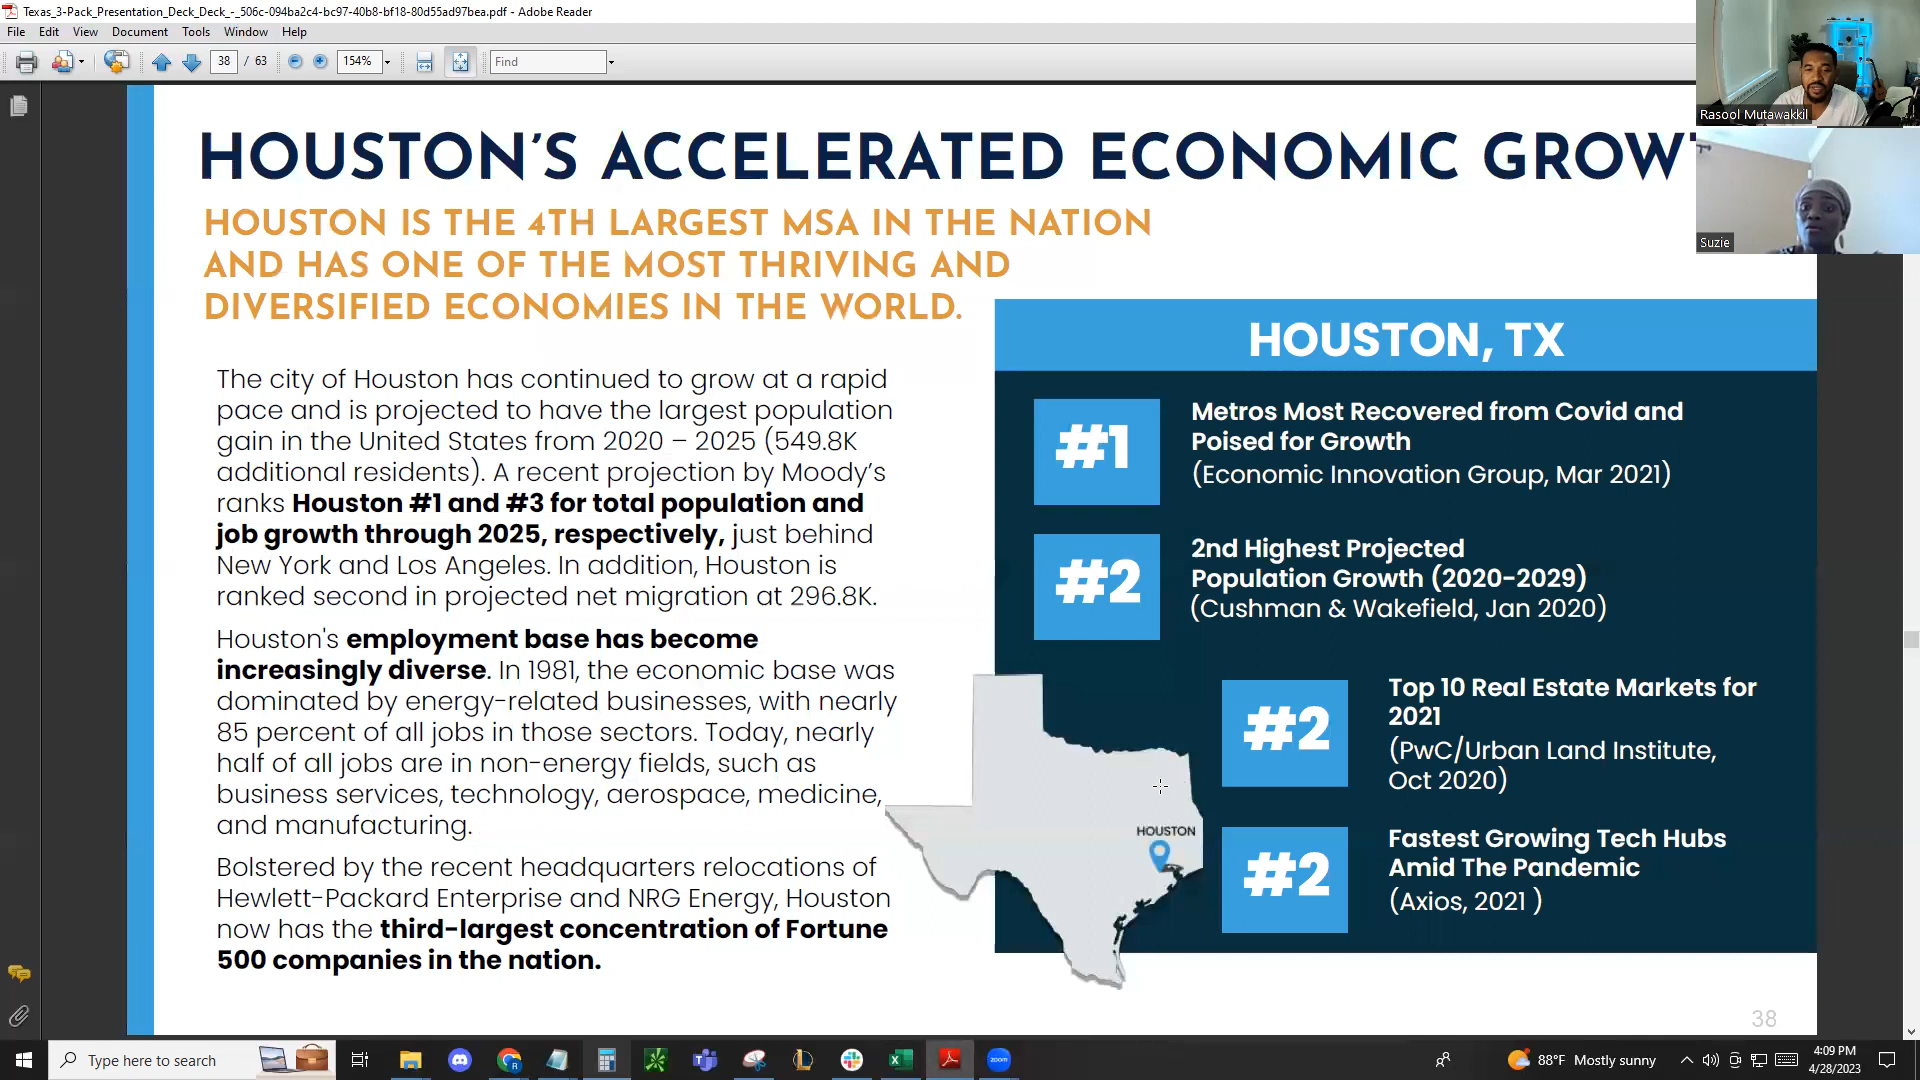 Texas_3-Pack_Presentation_Deck_Deck_-_506c-094ba2c4-bc97-40b8-bf18-80d55ad97bea.pdf - Adobe Reader
File Edit View Document Tools Window Help
38 / 63 154% Find
Rasool Mutawakkil
Suzie
HOUSTON'S ACCELERATED ECONOMIC GROW
HOUSTON IS THE 4TH LARGEST MSA IN THE NATION
AND HAS ONE OF THE MOST THRIVING AND
DIVERSIFIED ECONOMIES IN THE WORLD.
The city of Houston has continued to grow at a rapid
pace and is projected to have the largest population
gain in the United States from 2020 – 2025 (549.8K
additional residents). A recent projection by Moody's
ranks Houston #1 and #3 for total population and
job growth through 2025, respectively, just behind
New York and Los Angeles. In addition, Houston is
ranked second in projected net migration at 296.8K.
Houston's employment base has become
increasingly diverse. In 1981, the economic base was
dominated by energy-related businesses, with nearly
85 percent of all jobs in those sectors. Today, nearly
half of all jobs are in non-energy fields, such as
business services, technology, aerospace, medicine,
and manufacturing.
Bolstered by the recent headquarters relocations of
Hewlett-Packard Enterprise and NRG Energy, Houston
now has the third-largest concentration of Fortune
500 companies in the nation.
HOUSTON, TX
#1
Metros Most Recovered from Covid and
Poised for Growth
(Economic Innovation Group, Mar 2021)
#2
2nd Highest Projected
Population Growth (2020-2029)
(Cushman & Wakefield, Jan 2020)
#2
Top 10 Real Estate Markets for
2021
(PwC/Urban Land Institute,
Oct 2020)
#2
Fastest Growing Tech Hubs
Amid The Pandemic
(Axios, 2021 )
HOUSTON
38
Type here to search
zoom
88°F Mostly sunny
4:09 PM
4/28/2023